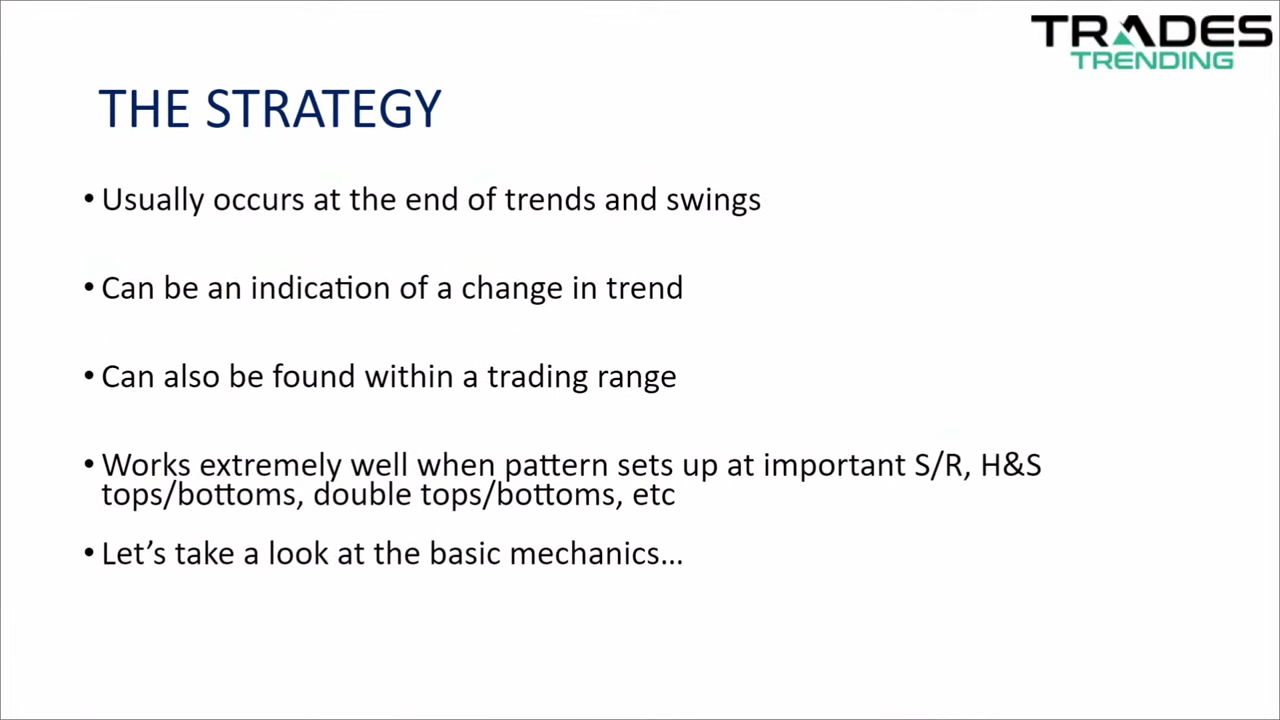 TRADES
TRENDING
THE STRATEGY
• Usually occurs at the end of trends and swings
• Can be an indication of a change in trend
• Can also be found within a trading range
• Works extremely well when pattern sets up at important S/R, H&S
tops/bottoms, double tops/bottoms, etc
• Let’s take a look at the basic mechanics…